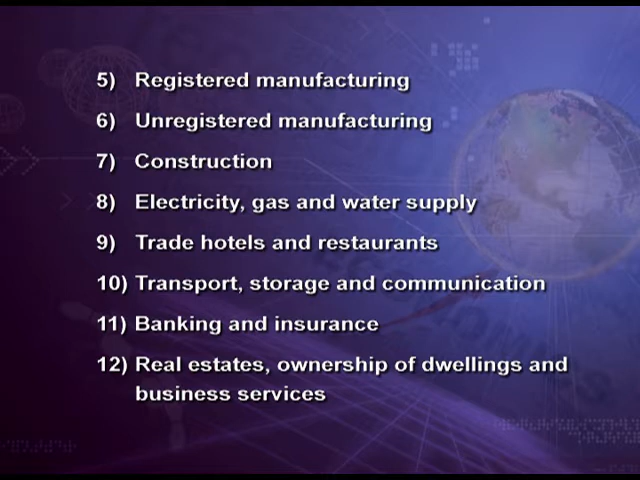 5) Registered manufacturing
6) Unregistered manufacturing
7) Construction
8) Electricity, gas and water supply
9) Trade hotels and restaurants
10) Transport, storage and communication
11) Banking and insurance
12) Real estates, ownership of dwellings and
business services